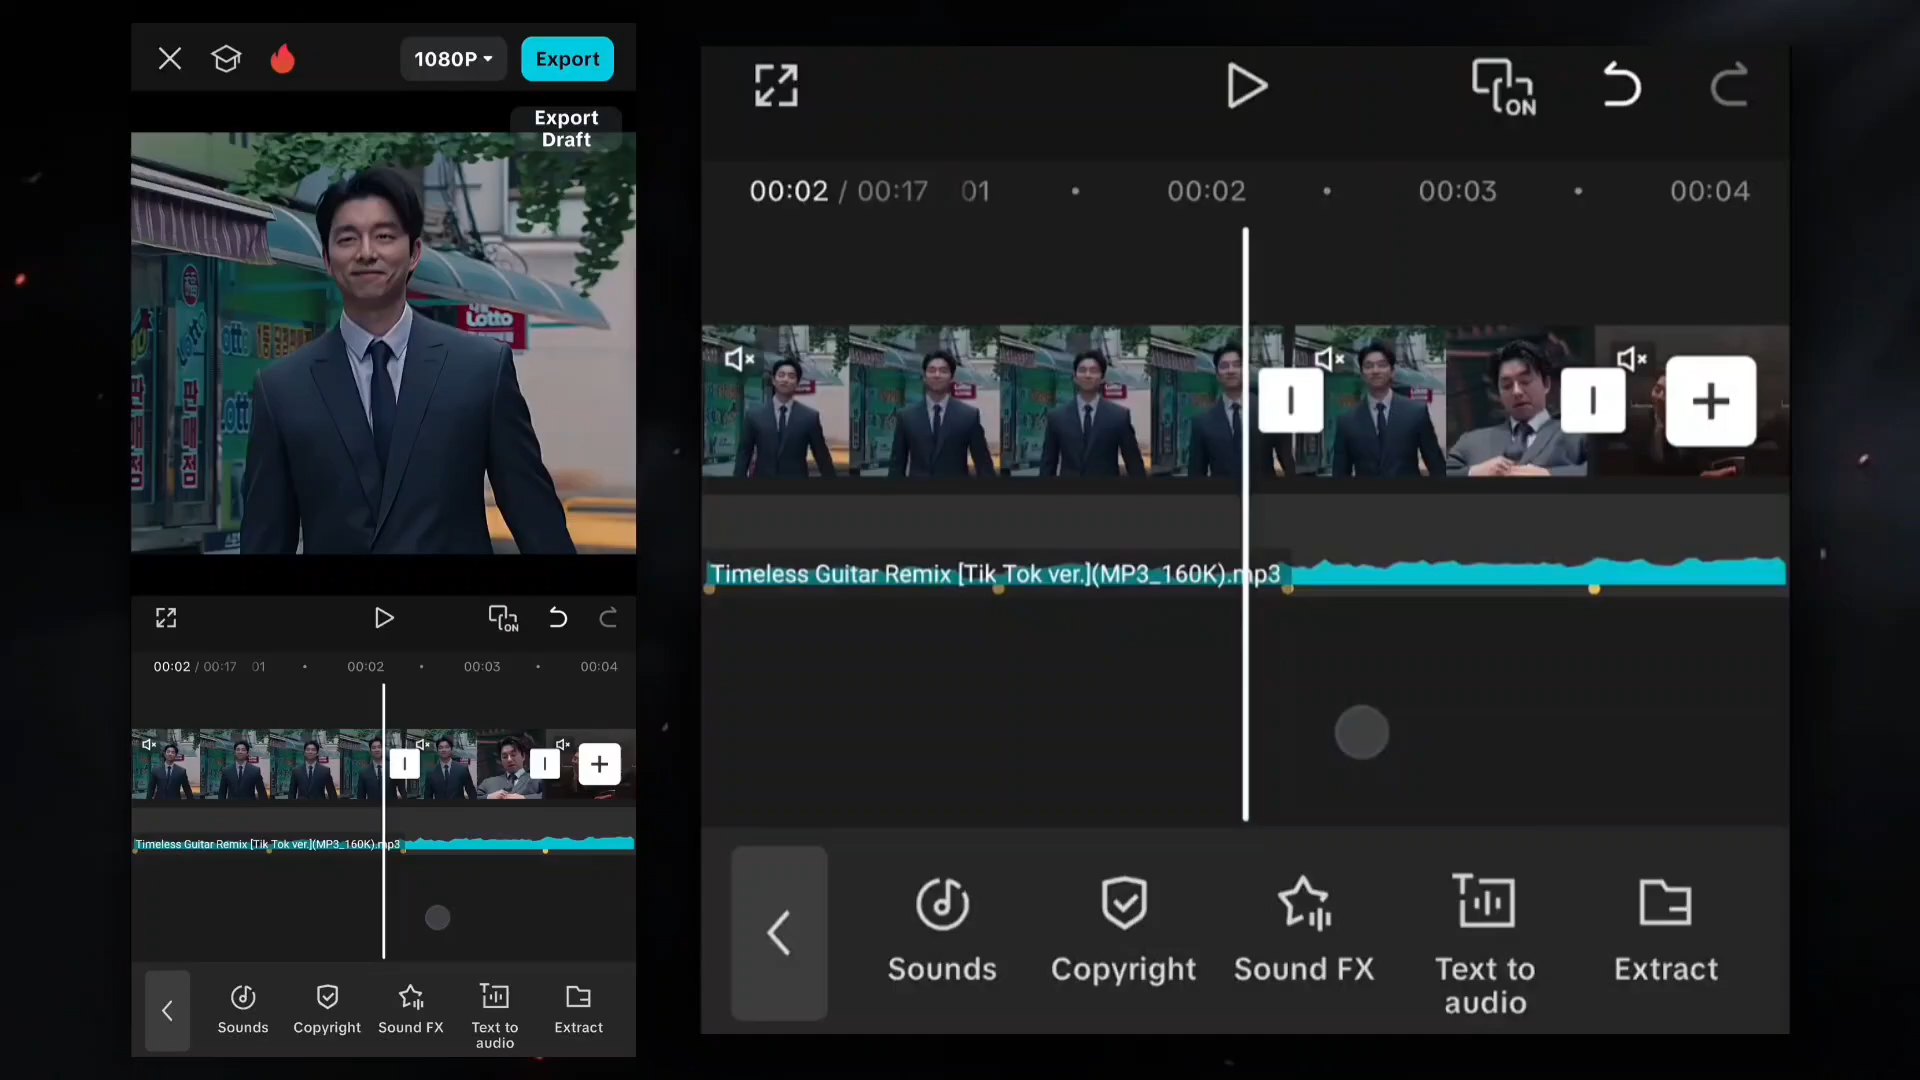 1080P
Export
Export
Draft
Lotto
00:02 / 00:17 01 00:02 00:03 00:04
ON
Timeless Guitar Remix [Tik Tok ver.](MP3_160K).mp3
Sounds
Copyright
Sound FX
Text to
audio
Extract
ON
00:02 / 00:17 01 00:02 00:03 00:04
Timeless Guitar Remix [Tik Tok ver.](MP3_160K).mp3
Sounds
Copyright
Sound FX
Text to
audio
Extract